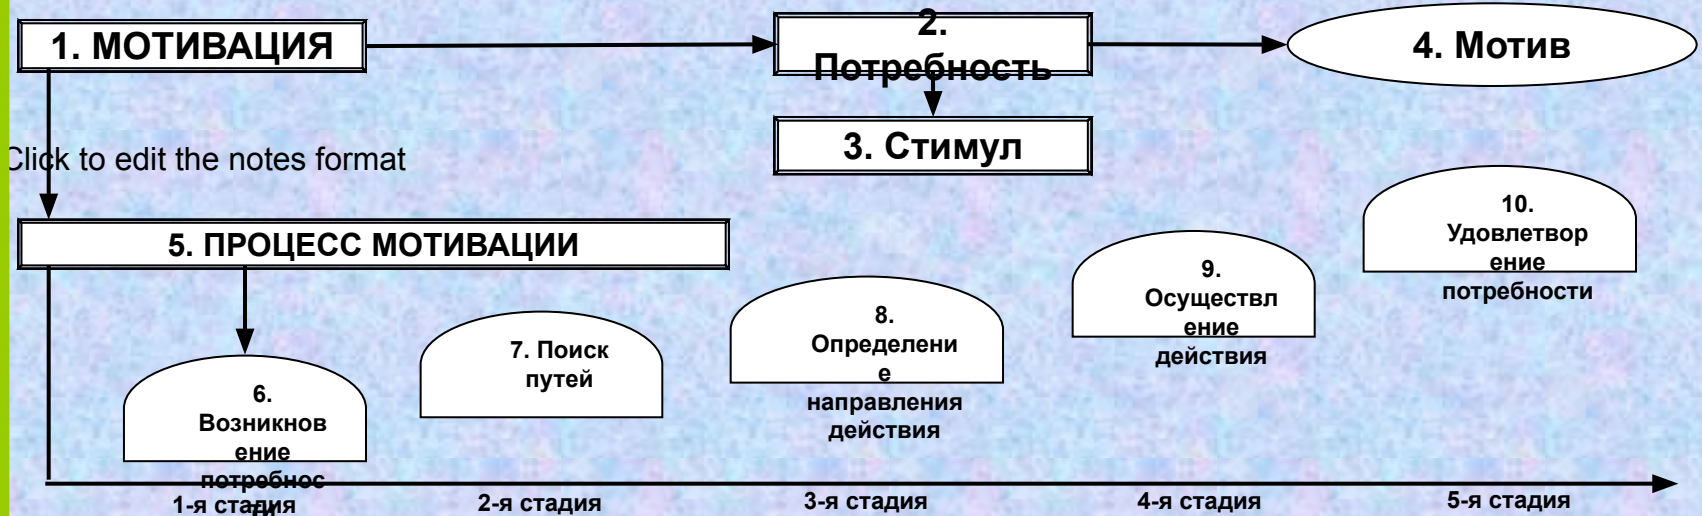 1. МОТИВАЦИЯ
2.
Потребность
4. Мотив
3. Стимул
Click to edit the notes format
5. ПРОЦЕСС МОТИВАЦИИ
6.
Возникнов
ение
потребнос
ти
7. Поиск
путей
8.
Определени
е
направления
действия
9.
Осуществл
ение
действия
10.
Удовлетвор
ение
потребности
1-я стадия
2-я стадия
3-я стадия
4-я стадия
5-я стадия